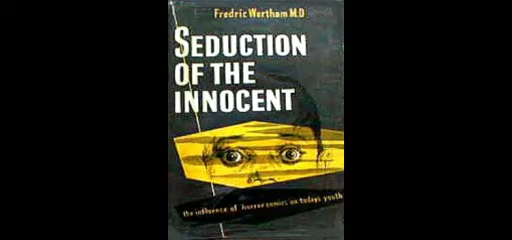 Fredric Wertham M.D
SEDUCTION
OF THE
INNOCENT
the influence of horror comics on todays youth